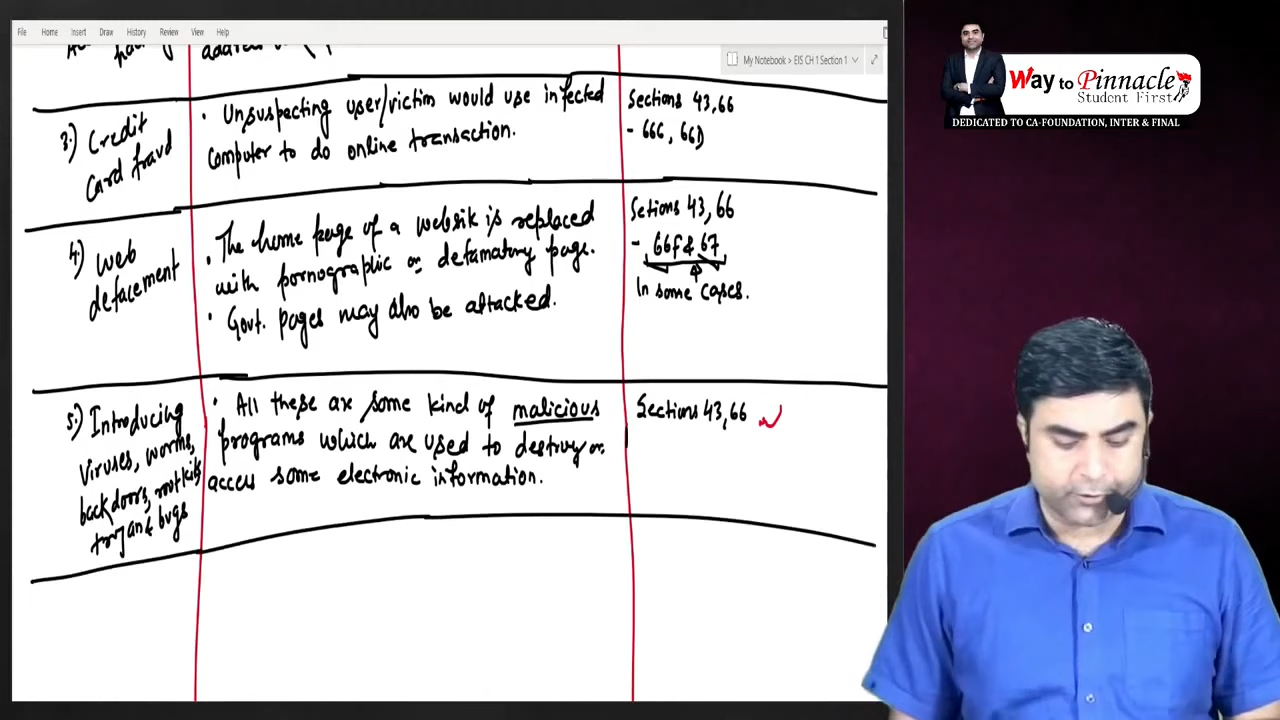 File Home Insert Draw History View Help
My Notebook > EIS CH 1 Section 1
Way to Pinnacle
Student First
DEDICATED TO CA-FOUNDATION, INTER & FINAL
address
3.) Credit
Card fraud
• Unsuspecting user/victim would use infected
computer to do online transaction.
Sections 43,66
- 66C, 66D
4.) Web
defacement
• The home page of a website is replaced
with pornographic or defamatory page.
• Govt. pages may also be attacked.
Setions 43,66
- 66F & 67
In some cases.
5.) Introducing
Viruses, worms,
backdoors, rootkits
trojan & bugs
• All these are some kind of malicious
programs which are used to destroy or
access some electronic information.
Sections 43,66